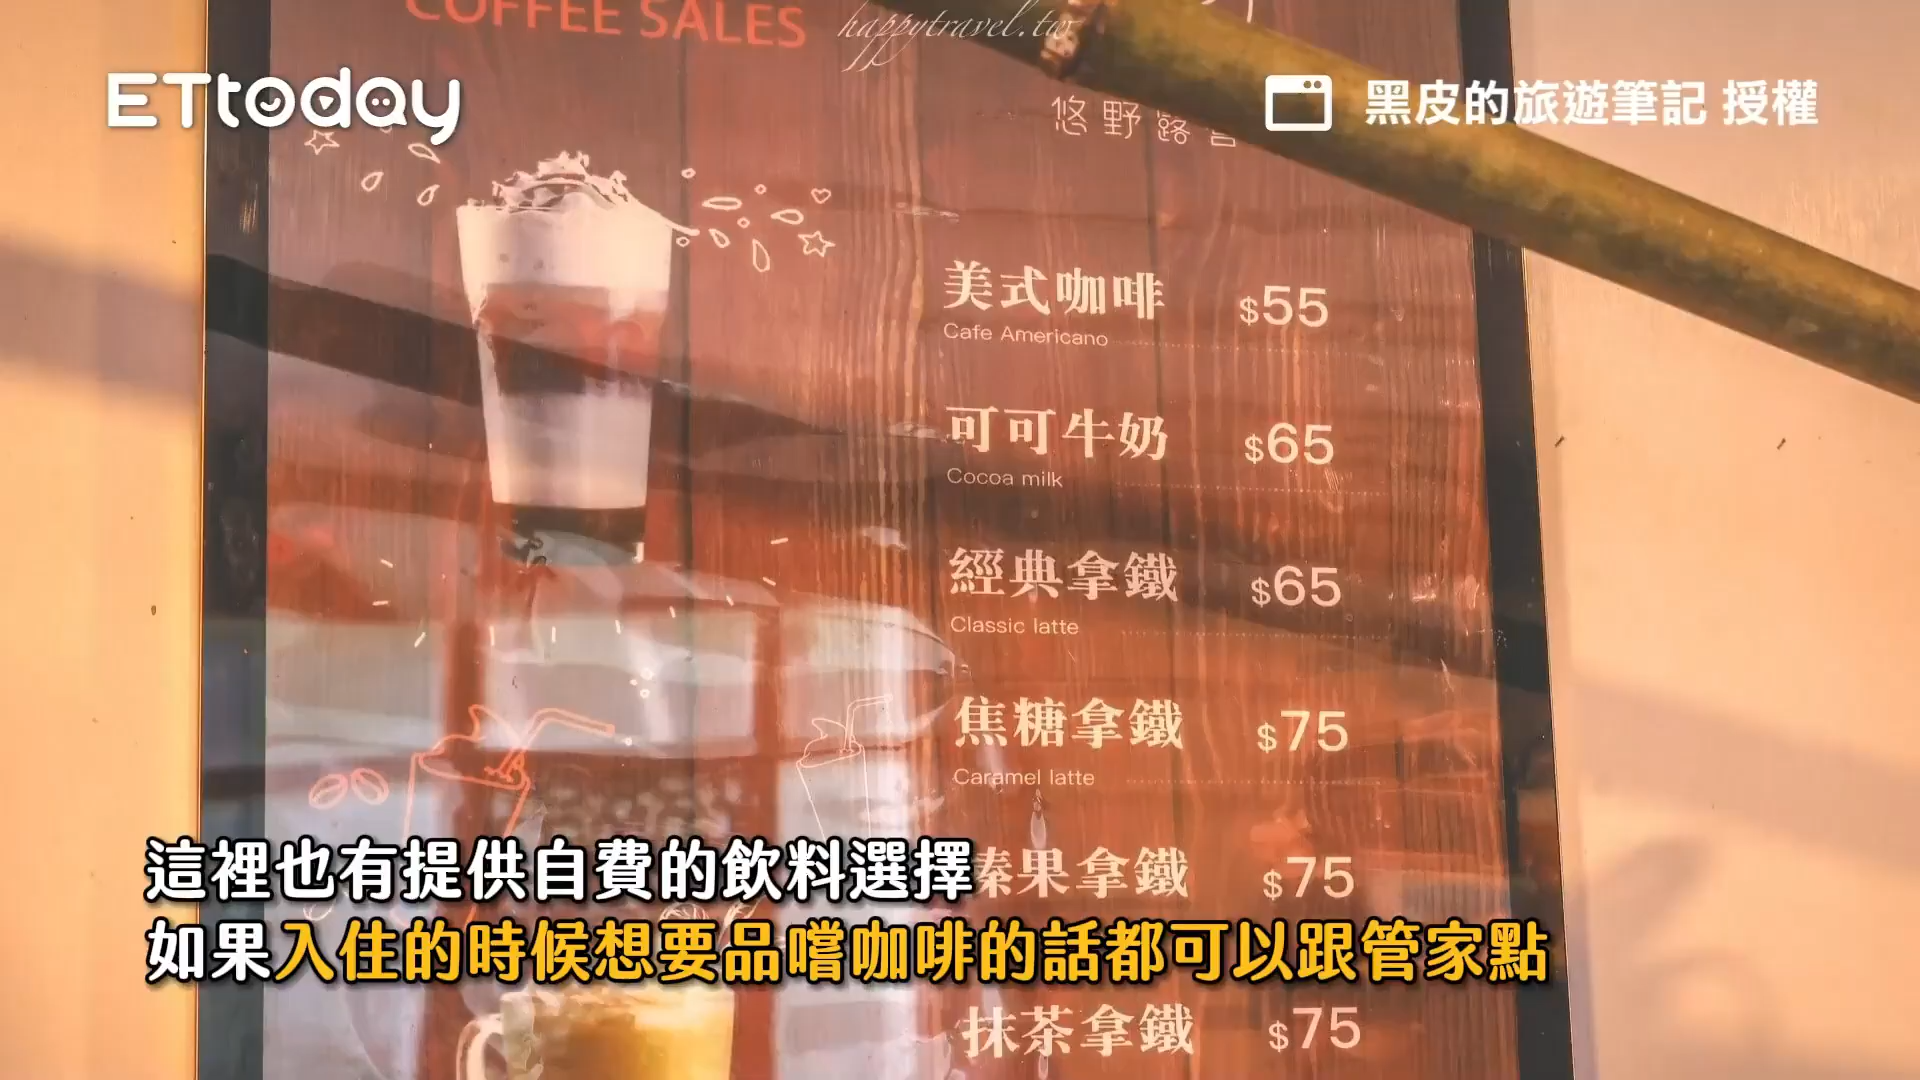 COFFEE SALES
happytravel.tw
ETtoday
黑皮的旅遊筆記 授權
悠野露營
美式咖啡 $55
Cafe Americano
可可牛奶 $65
Cocoa milk
經典拿鐵 $65
Classic latte
焦糖拿鐵 $75
Caramel latte
榛果拿鐵 $75
這裡也有提供自費的飲料選擇
如果入住的時候想要品嚐咖啡的話都可以跟管家點
抹茶拿鐵 $75